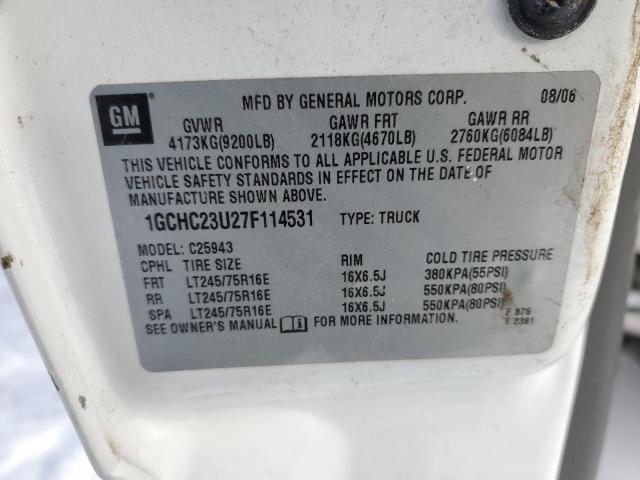 GM
MFD BY GENERAL MOTORS CORP. 08/06
GVWR GAWR FRT GAWR RR
4173KG(9200LB) 2118KG(4670LB) 2760KG(6084LB)
THIS VEHICLE CONFORMS TO ALL APPLICABLE U.S. FEDERAL MOTOR
VEHICLE SAFETY STANDARDS IN EFFECT ON THE DATE OF
MANUFACTURE SHOWN ABOVE.
1GCHC23U27F114531 TYPE: TRUCK
MODEL: C25943
CPHL TIRE SIZE RIM COLD TIRE PRESSURE
FRT LT245/75R16E 16X6.5J 380KPA(55PSI)
RR LT245/75R16E 16X6.5J 550KPA(80PSI)
SPA LT245/75R16E 16X6.5J 550KPA(80PSI)
SEE OWNER'S MANUAL i FOR MORE INFORMATION.
F 876
T 2381